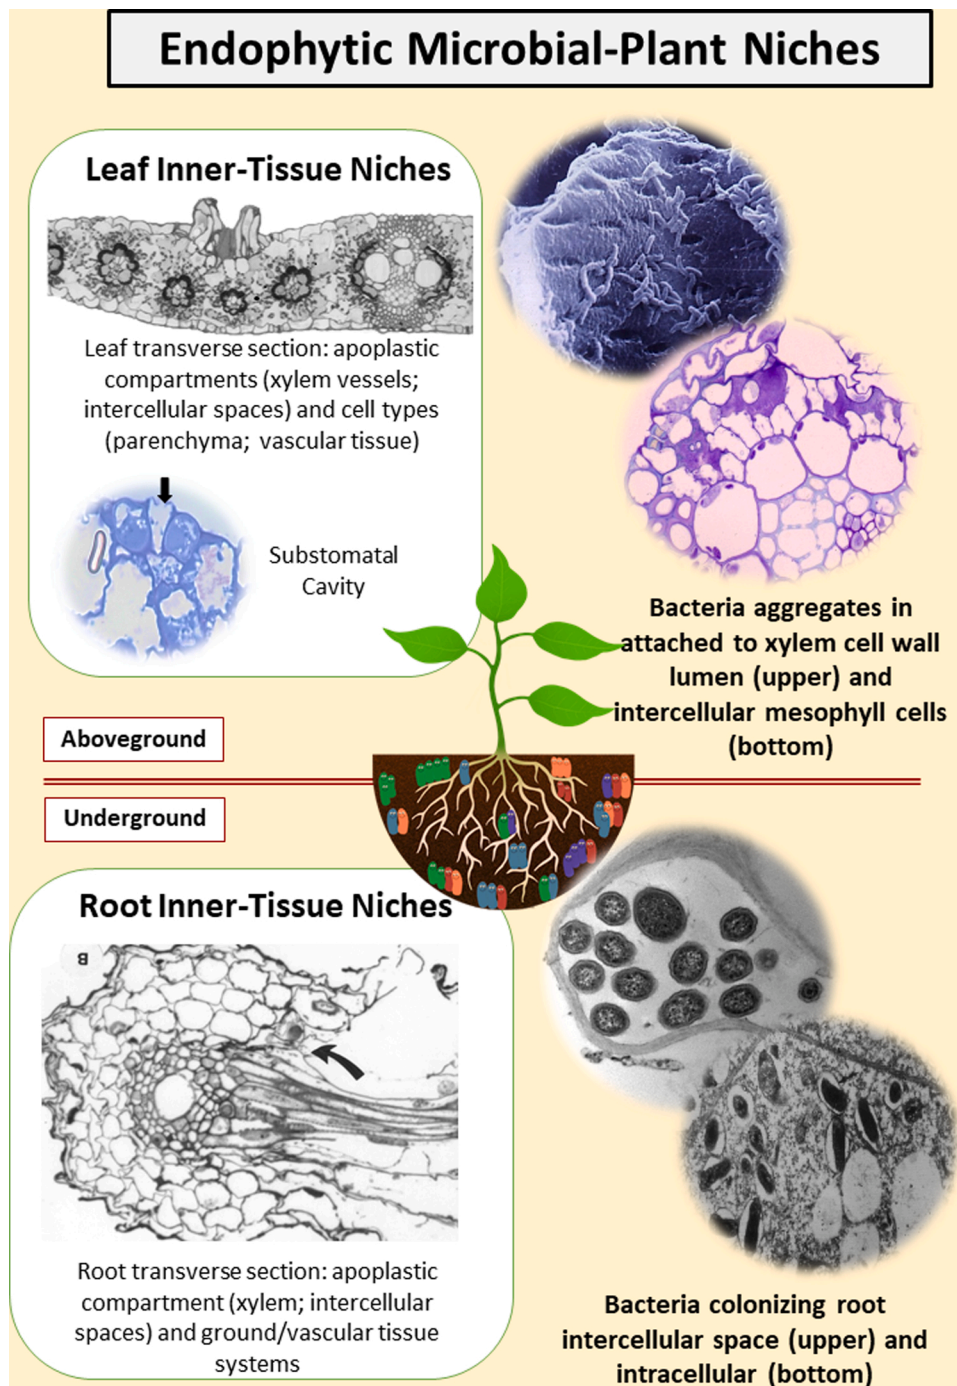 Endophytic Microbial-Plant Niches
Leaf Inner-Tissue Niches
Leaf transverse section: apoplastic
compartments (xylem vessels;
intercellular spaces) and cell types
(parenchyma; vascular tissue)
Substomatal
Cavity
Bacteria aggregates in
attached to xylem cell wall
lumen (upper) and
intercellular mesophyll cells
(bottom)
Aboveground
Underground
Root Inner-Tissue Niches
B
Root transverse section: apoplastic
compartment (xylem; intercellular
spaces) and ground/vascular tissue
systems
Bacteria colonizing root
intercellular space (upper) and
intracellular (bottom)